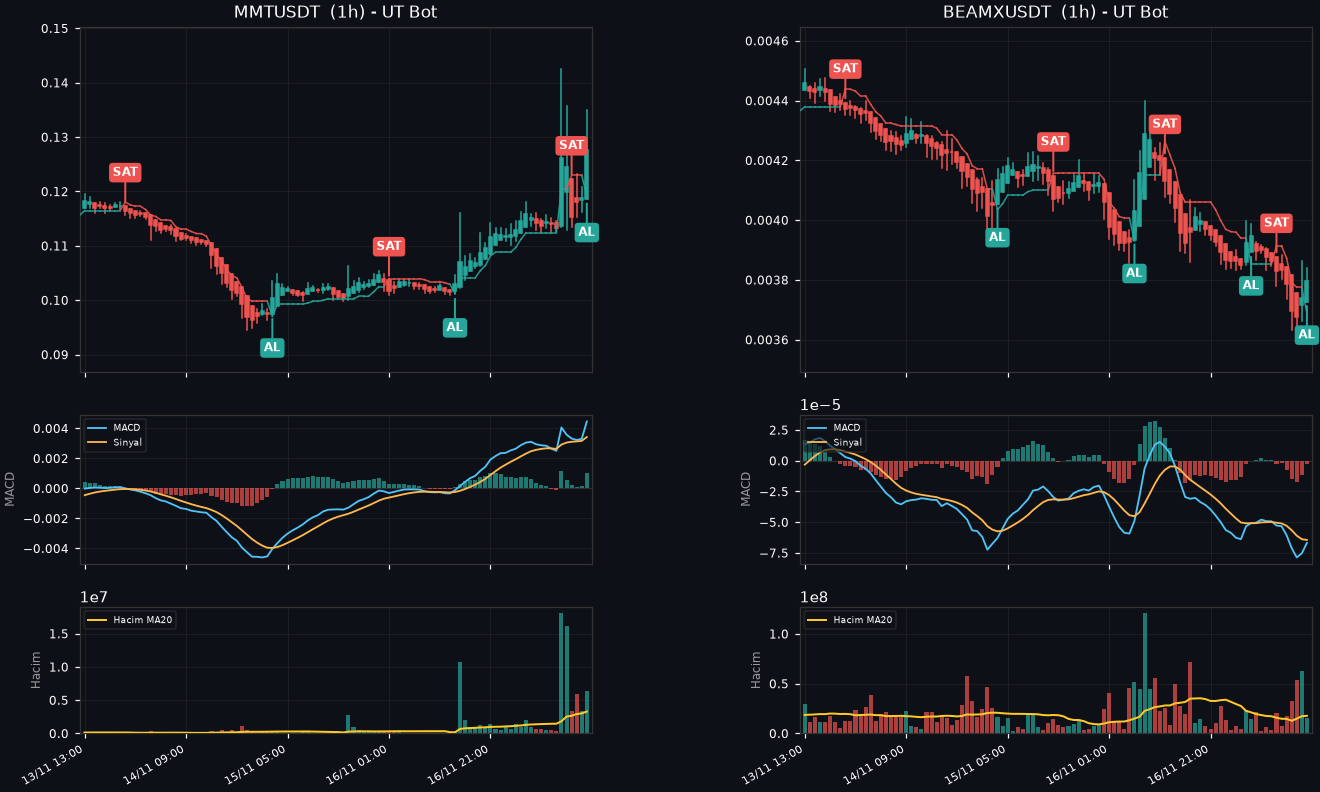 MMTUSDT (1h) - UT Bot
0.15
0.14
0.13
0.12
0.11
0.10
0.09
SAT
AL
SAT
AL
SAT
AL
MACD
0.004
0.002
0.000
−0.002
−0.004
MACD
Sinyal
1e7
Hacim
1.5
1.0
0.5
0.0
Hacim MA20
13/11 13:00
14/11 09:00
15/11 05:00
16/11 01:00
16/11 21:00
BEAMXUSDT (1h) - UT Bot
0.0046
0.0044
0.0042
0.0040
0.0038
0.0036
SAT
AL
SAT
AL
SAT
AL
SAT
AL
1e−5
MACD
2.5
0.0
−2.5
−5.0
−7.5
MACD
Sinyal
1e8
Hacim
1.0
0.5
0.0
Hacim MA20
13/11 13:00
14/11 09:00
15/11 05:00
16/11 01:00
16/11 21:00